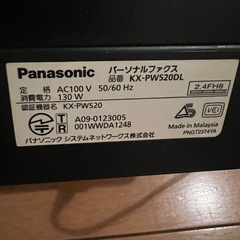 Panasonic パーソナルファクス
品番 KX-PW520DL
定格 AC100 V 50/60 Hz
消費電力 130 W
認証機器名 KX-PW520
2.4FH8
T A09-0123005
R 001WWDA1248
パナソニック システムネットワークス株式会社
VEI
Made in Malaysia
PNGT2374YA